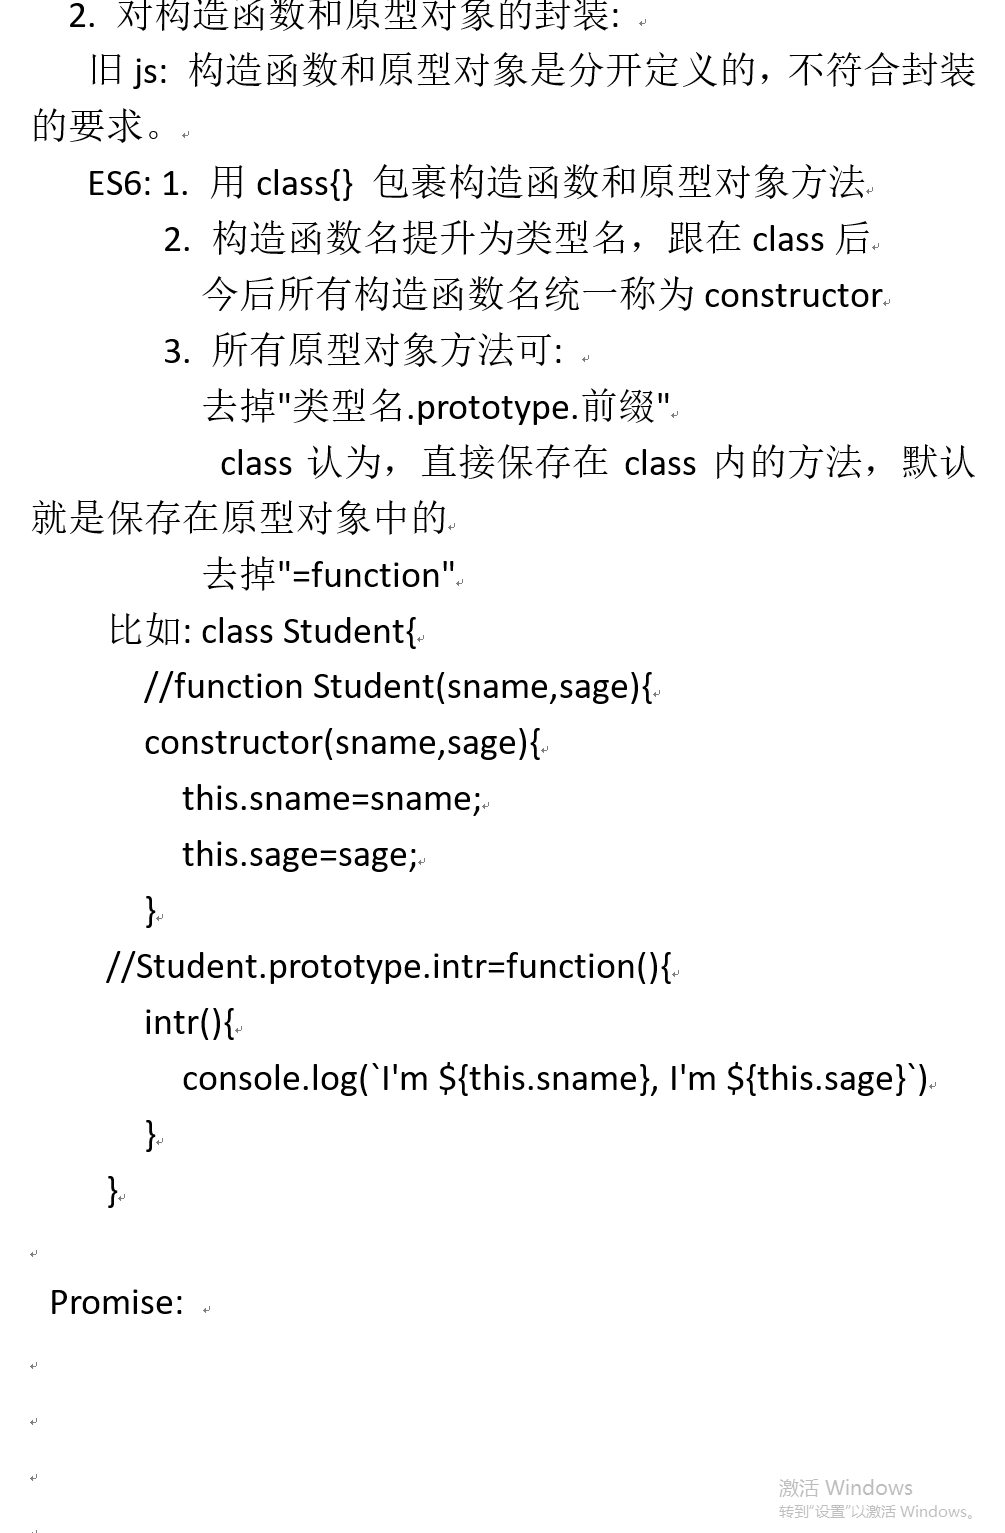 2. 对构造函数和原型对象的封装:
旧 js: 构造函数和原型对象是分开定义的，不符合封装
的要求。
ES6: 1. 用 class{} 包裹构造函数和原型对象方法
2. 构造函数名提升为类型名，跟在 class 后
今后所有构造函数名统一称为 constructor
3. 所有原型对象方法可:
去掉"类型名.prototype.前缀"
class 认为，直接保存在 class 内的方法，默认
就是保存在原型对象中的
去掉"=function"
比如: class Student{
//function Student(sname,sage){
constructor(sname,sage){
this.sname=sname;
this.sage=sage;
}
//Student.prototype.intr=function(){
intr(){
console.log(`I'm ${this.sname}, I'm ${this.sage}`)
}
}
Promise:
激活 Windows
转到"设置"以激活 Windows。